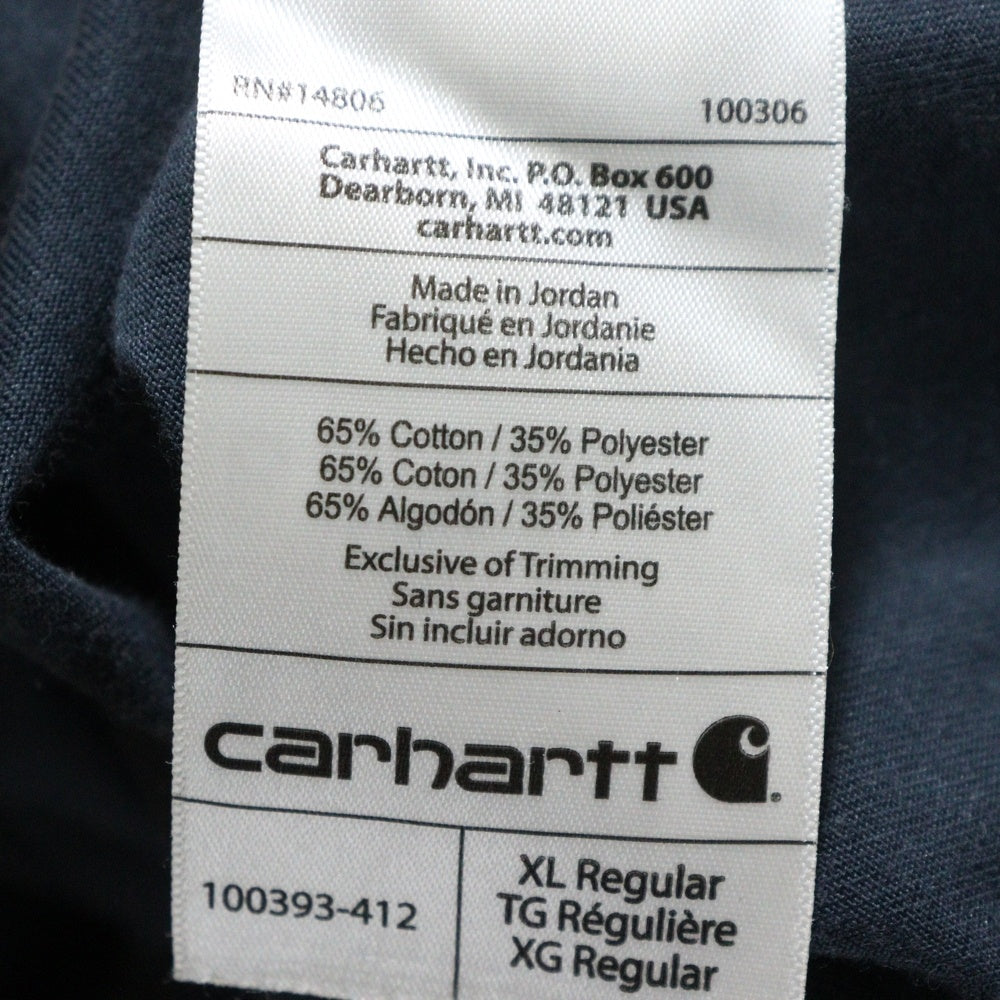 RN#14806 100306
Carhartt, Inc. P.O. Box 600
Dearborn, MI 48121 USA
carhartt.com
Made in Jordan
Fabriqué en Jordanie
Hecho en Jordania
65% Cotton / 35% Polyester
65% Coton / 35% Polyester
65% Algodón / 35% Poliéster
Exclusive of Trimming
Sans garniture
Sin incluir adorno
carhartt
100393-412
XL Regular
TG Régulière
XG Regular